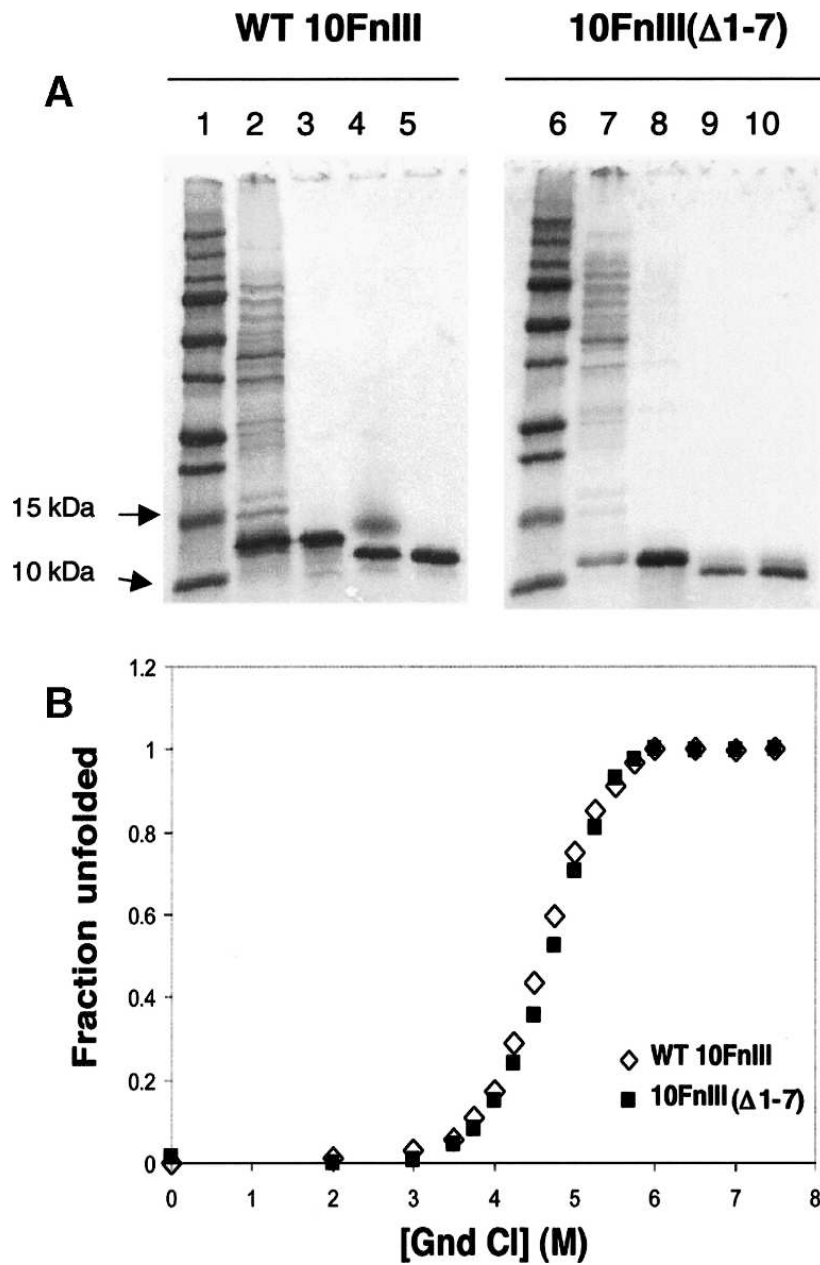 WT 10FnIII 10FnIII(Δ1-7)
A
1 2 3 4 5 6 7 8 9 10
15 kDa
10 kDa
B
Fraction unfolded
1.2
1
0.8
0.6
0.4
0.2
0
0 1 2 3 4 5 6 7 8
[Gnd Cl] (M)
WT 10FnIII
10FnIII (Δ1-7)